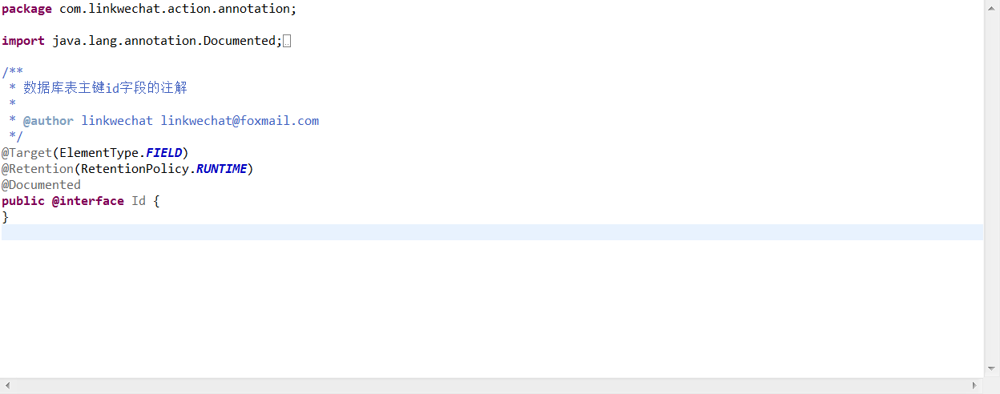 package com.linkwechat.action.annotation;
import java.lang.annotation.Documented;
/**
* 数据库表主键id字段的注解
*
* @author linkwechat linkwechat@foxmail.com
*/
@Target(ElementType.FIELD)
@Retention(RetentionPolicy.RUNTIME)
@Documented
public @interface Id {
}